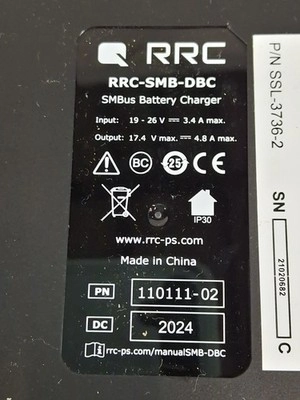 RRC
RRC-SMB-DBC
SMBus Battery Charger
Input: 19 - 26 V ⎓ 3.4 A max.
Output: 17.4 V max. ⎓ 4.8 A max.
BC 25 CE
IP30
www.rrc-ps.com
Made in China
PN 110111-02
DC 2024
rrc-ps.com/manualSMB-DBC
P/N SSL-3736-2
SN 21020682 C